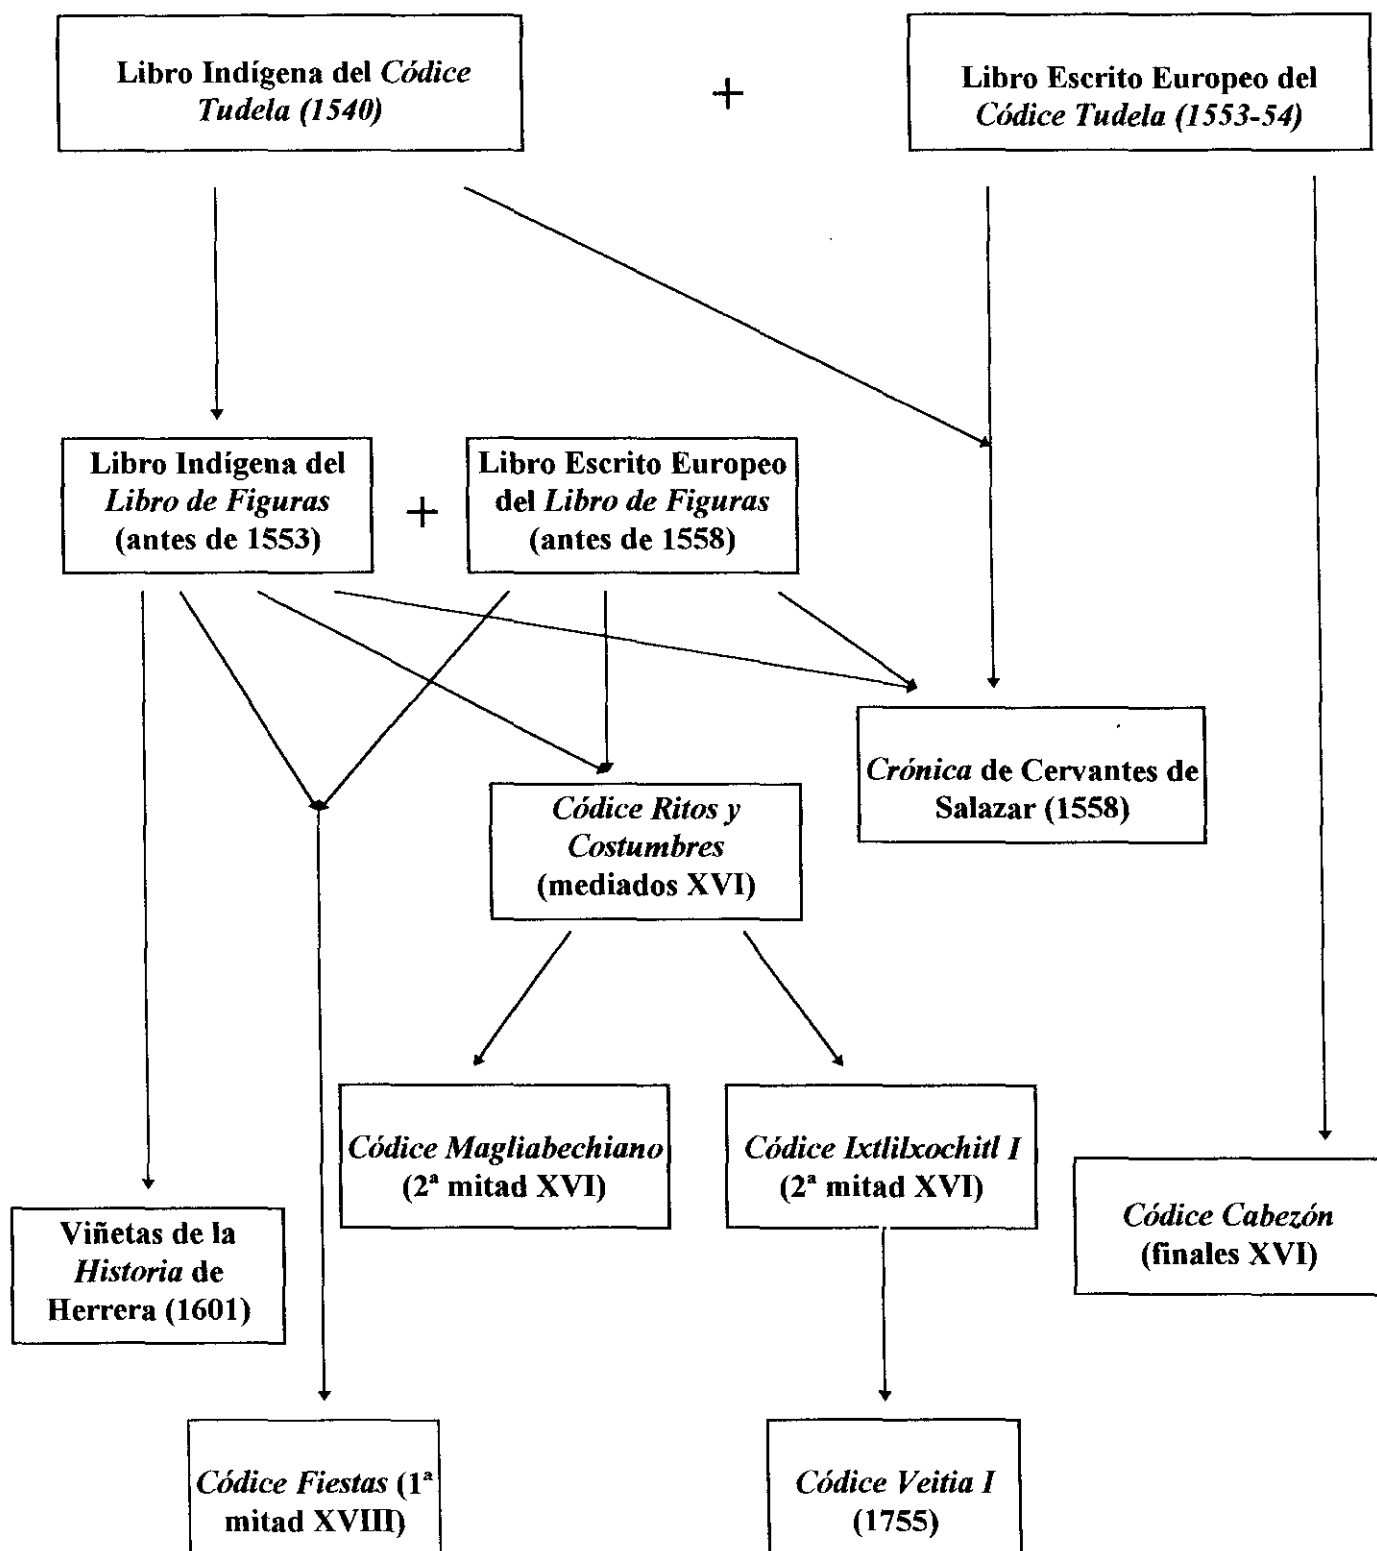 Libro Indígena del Códice
Tudela (1540)
+
Libro Escrito Europeo del
Códice Tudela (1553-54)
Libro Indígena del
Libro de Figuras
(antes de 1553)
+
Libro Escrito Europeo
del Libro de Figuras
(antes de 1558)
Crónica de Cervantes de
Salazar (1558)
Códice Ritos y
Costumbres
(mediados XVI)
Códice Magliabechiano
(2ª mitad XVI)
Códice Ixtlilxochitl I
(2ª mitad XVI)
Códice Cabezón
(finales XVI)
Viñetas de la
Historia de
Herrera (1601)
Códice Fiestas (1ª
mitad XVIII)
Códice Veitia I
(1755)